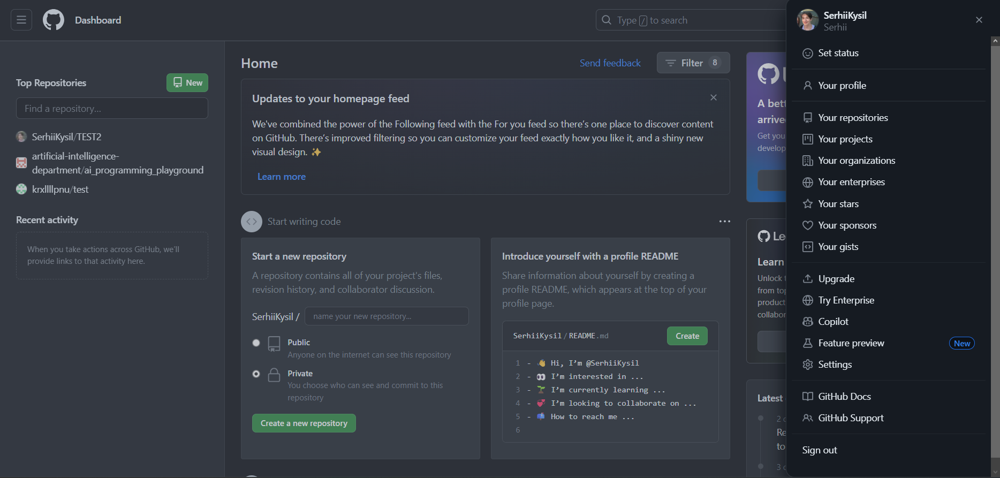 Dashboard
Type / to search
SerhiiKysil
Serhii
Top Repositories
New
Find a repository...
SerhiiKysil/TEST2
artificial-intelligence-
department/ai_programming_playground
krxllllpnu/test
Recent activity
When you take actions across GitHub, we'll
provide links to that activity here.
Home
Send feedback
Filter 8
Updates to your homepage feed
We've combined the power of the Following feed with the For you feed so there's one place to discover content
on GitHub. There's improved filtering so you can customize your feed exactly how you like it, and a shiny new
visual design. ✨
Learn more
Start writing code
Start a new repository
A repository contains all of your project's files,
revision history, and collaborator discussion.
SerhiiKysil /
name your new repository...
Public
Anyone on the internet can see this repository
Private
You choose who can see and commit to this
repository
Create a new repository
Introduce yourself with a profile README
Share information about yourself by creating a
profile README, which appears at the top of your
profile page.
SerhiiKysil / README.md
Create
1 - 👋 Hi, I'm @SerhiiKysil
2 - 👀 I'm interested in ...
3 - 🌱 I'm currently learning ...
4 - 💞️ I'm looking to collaborate on ...
5 - 📫 How to reach me ...
6
A bett
arrive
Get you
develop
Le
Learn
Unlock
from top
product
collabor
Latest
2
Re
to
3
Set status
Your profile
Your repositories
Your projects
Your organizations
Your enterprises
Your stars
Your sponsors
Your gists
Upgrade
Try Enterprise
Copilot
Feature preview
New
Settings
GitHub Docs
GitHub Support
Sign out